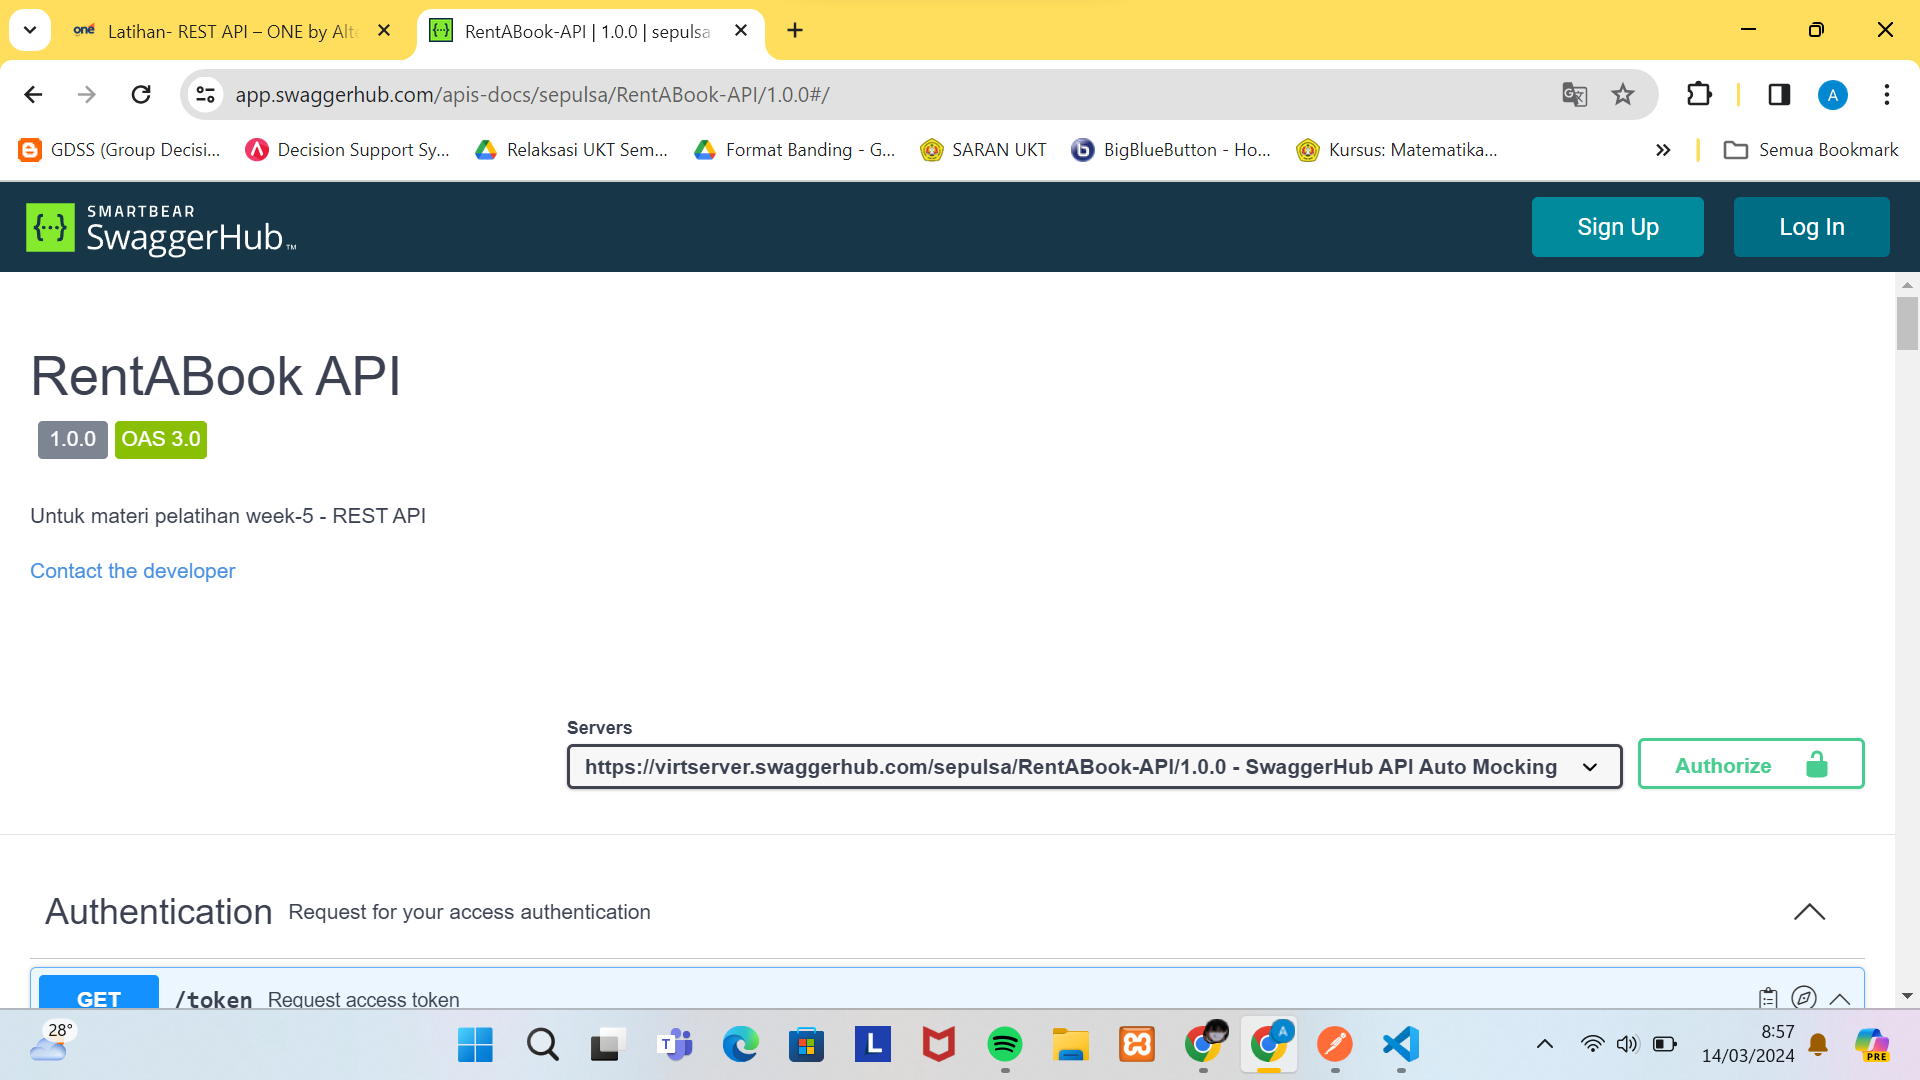 one Latihan- REST API – ONE by Alte
RentABook-API | 1.0.0 | sepulsa
app.swaggerhub.com/apis-docs/sepulsa/RentABook-API/1.0.0#/
A
GDSS (Group Decisi...
Decision Support Sy...
Relaksasi UKT Sem...
Format Banding - G...
SARAN UKT
BigBlueButton - Ho...
Kursus: Matematika...
Semua Bookmark
SMARTBEAR
SwaggerHub™
Sign Up
Log In
RentABook API
1.0.0
OAS 3.0
Untuk materi pelatihan week-5 - REST API
Contact the developer
Servers
https://virtserver.swaggerhub.com/sepulsa/RentABook-API/1.0.0 - SwaggerHub API Auto Mocking
Authorize
Authentication Request for your access authentication
GET /token Request access token
28°
T
L
A
8:57
14/03/2024
PRE